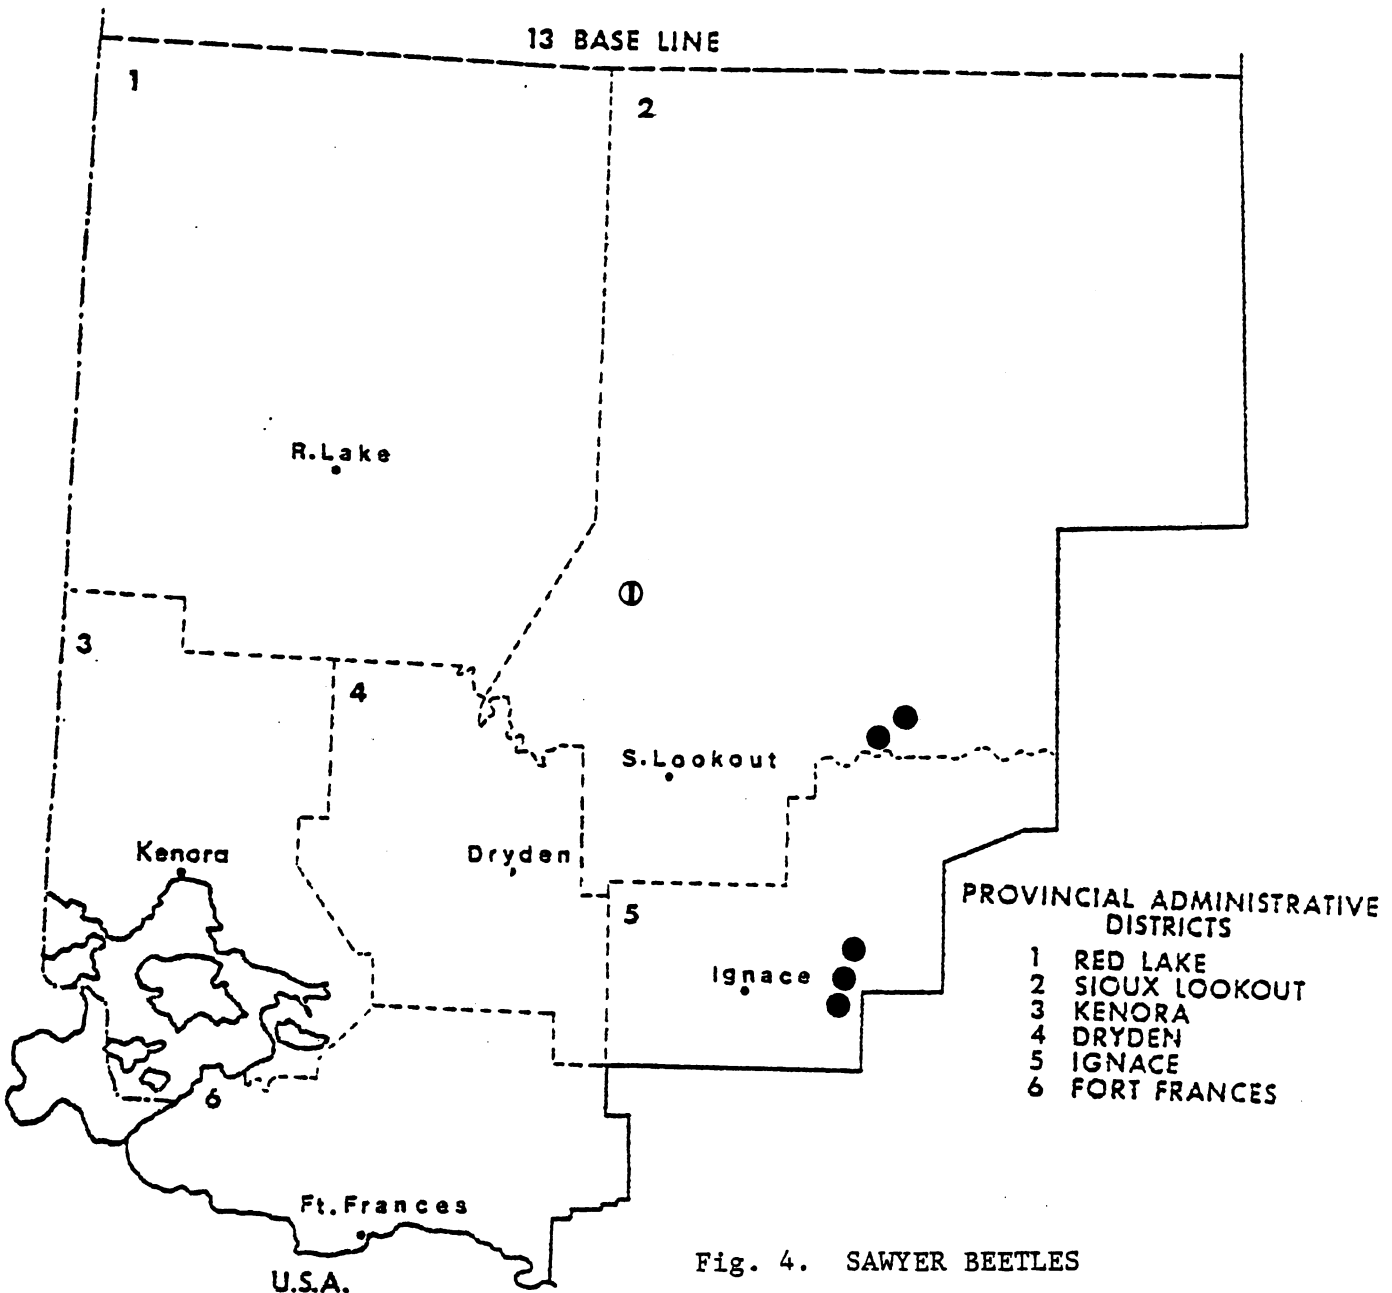 13 BASE LINE
1
2
R.Lake
3
4
S.Lookout
Kenora
Dryden
5
PROVINCIAL ADMINISTRATIVE
DISTRICTS
1 RED LAKE
2 SIOUX LOOKOUT
3 KENORA
4 DRYDEN
5 IGNACE
6 FORT FRANCES
Ignace
6
Ft.Frances
Fig. 4. SAWYER BEETLES
U.S.A.